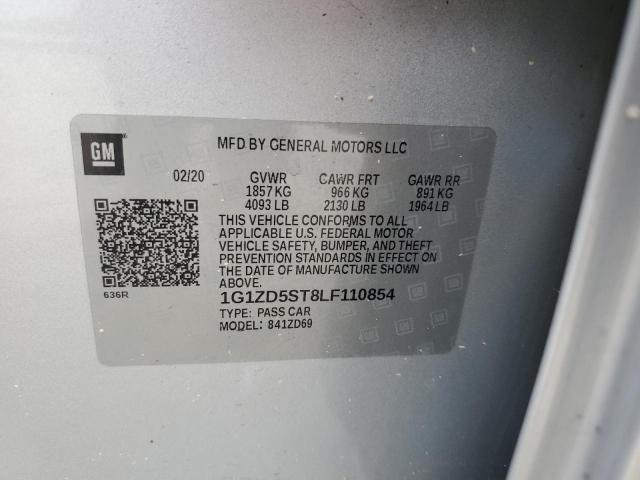 GM
MFD BY GENERAL MOTORS LLC
02/20 GVWR CAWR FRT GAWR RR
1857 KG 966 KG 891 KG
4093 LB 2130 LB 1964 LB
THIS VEHICLE CONFORMS TO ALL
APPLICABLE U.S. FEDERAL MOTOR
VEHICLE SAFETY, BUMPER, AND THEFT
PREVENTION STANDARDS IN EFFECT ON
THE DATE OF MANUFACTURE SHOWN
ABOVE.
636R 1G1ZD5ST8LF110854
TYPE: PASS CAR
MODEL: 841ZD69